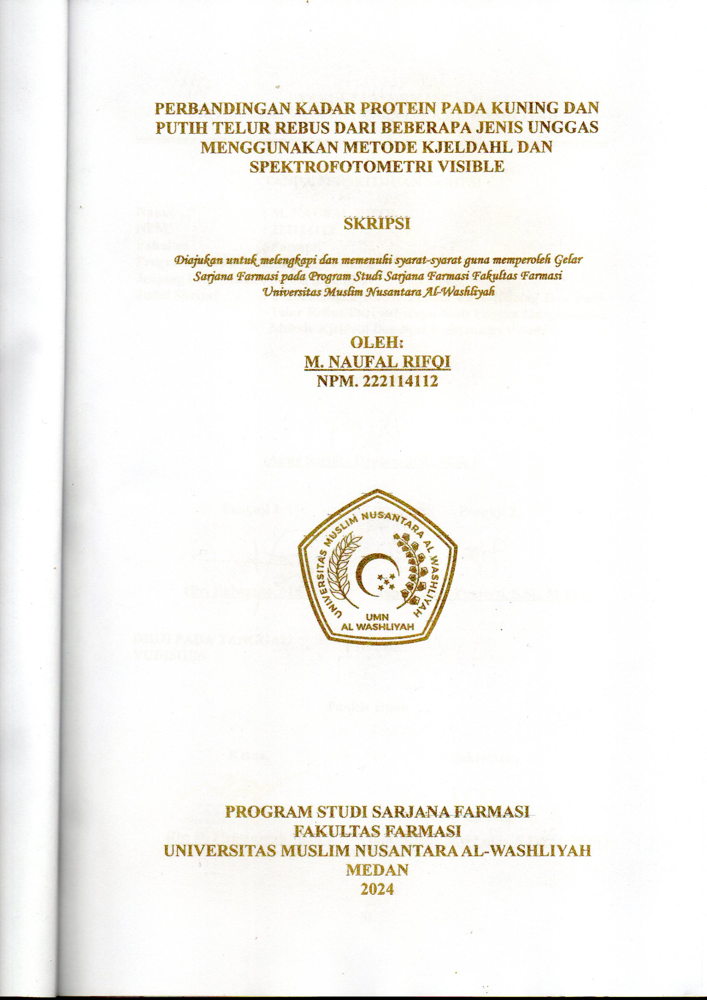 PERBANDINGAN KADAR PROTEIN PADA KUNING DAN
PUTIH TELUR REBUS DARI BEBERAPA JENIS UNGGAS
MENGGUNAKAN METODE KJELDAHL DAN
SPEKTROFOTOMETRI VISIBLE
SKRIPSI
Diajukan untuk melengkapi dan memenuhi syarat-syarat guna memperoleh Gelar
Sarjana Farmasi pada Program Studi Sarjana Farmasi Fakultas Farmasi
Universitas Muslim Nusantara Al-Washliyah
OLEH:
M. NAUFAL RIFQI
NPM. 222114112
UNIVERSITAS MUSLIM NUSANTARA AL WASHLIYAH
UMN
AL WASHLIYAH
PROGRAM STUDI SARJANA FARMASI
FAKULTAS FARMASI
UNIVERSITAS MUSLIM NUSANTARA AL-WASHLIYAH
MEDAN
2024